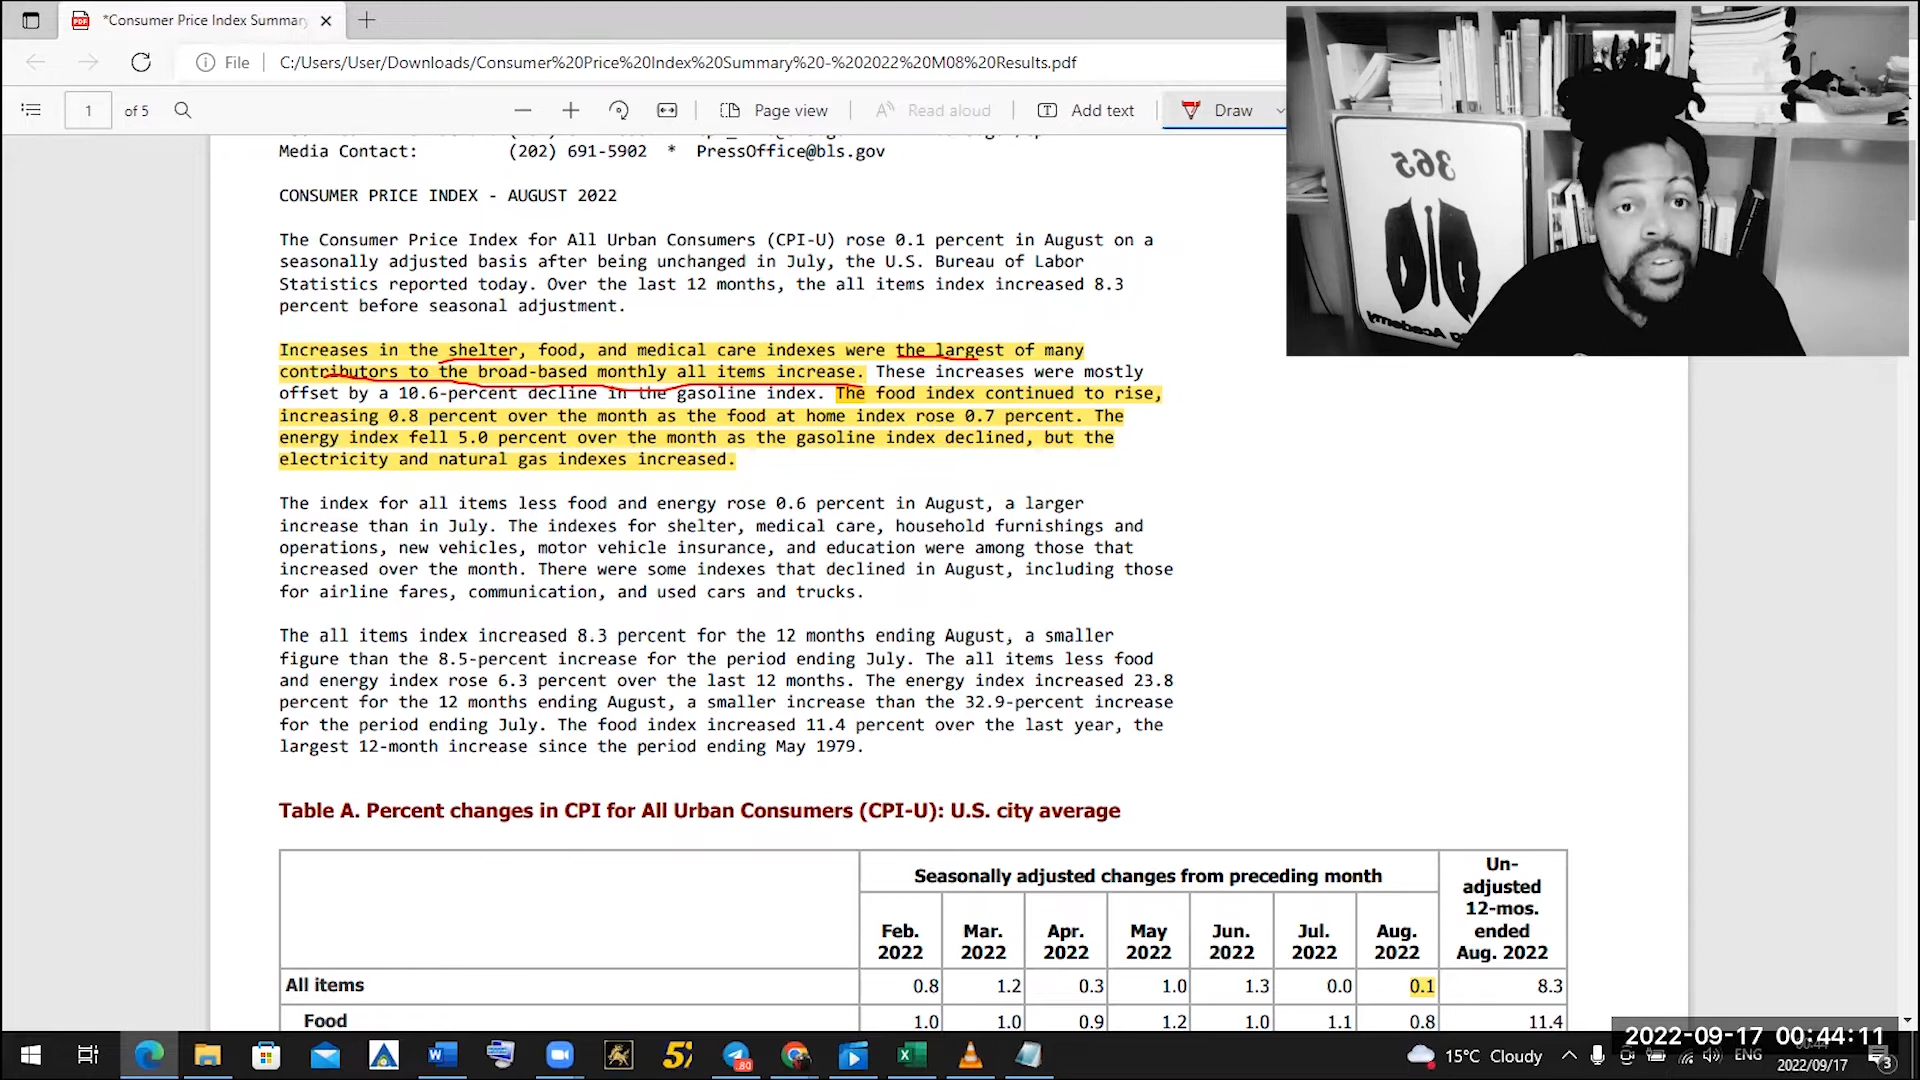 *Consumer Price Index Summary
File
C:/Users/User/Downloads/Consumer%20Price%20Index%20Summary%20-%202022%20M08%20Results.pdf
1 of 5
Page view
Read aloud
Add text
Draw
Media Contact: (202) 691-5902 * PressOffice@bls.gov
CONSUMER PRICE INDEX - AUGUST 2022
The Consumer Price Index for All Urban Consumers (CPI-U) rose 0.1 percent in August on a
seasonally adjusted basis after being unchanged in July, the U.S. Bureau of Labor
Statistics reported today. Over the last 12 months, the all items index increased 8.3
percent before seasonal adjustment.
Increases in the shelter, food, and medical care indexes were the largest of many
contributors to the broad-based monthly all items increase. These increases were mostly
offset by a 10.6-percent decline in the gasoline index. The food index continued to rise,
increasing 0.8 percent over the month as the food at home index rose 0.7 percent. The
energy index fell 5.0 percent over the month as the gasoline index declined, but the
electricity and natural gas indexes increased.
The index for all items less food and energy rose 0.6 percent in August, a larger
increase than in July. The indexes for shelter, medical care, household furnishings and
operations, new vehicles, motor vehicle insurance, and education were among those that
increased over the month. There were some indexes that declined in August, including those
for airline fares, communication, and used cars and trucks.
The all items index increased 8.3 percent for the 12 months ending August, a smaller
figure than the 8.5-percent increase for the period ending July. The all items less food
and energy index rose 6.3 percent over the last 12 months. The energy index increased 23.8
percent for the 12 months ending August, a smaller increase than the 32.9-percent increase
for the period ending July. The food index increased 11.4 percent over the last year, the
largest 12-month increase since the period ending May 1979.
Table A. Percent changes in CPI for All Urban Consumers (CPI-U): U.S. city average
Seasonally adjusted changes from preceding month
Un-
adjusted
12-mos.
ended
Aug. 2022
Feb. 2022
Mar. 2022
Apr. 2022
May 2022
Jun. 2022
Jul. 2022
Aug. 2022
All items 0.8 1.2 0.3 1.0 1.3 0.0 0.1 8.3
Food 1.0 1.0 0.9 1.2 1.0 1.1 0.8 11.4
365
Academy
2022-09-17 00:44:11
15°C Cloudy
ENG
2022/09/17
3